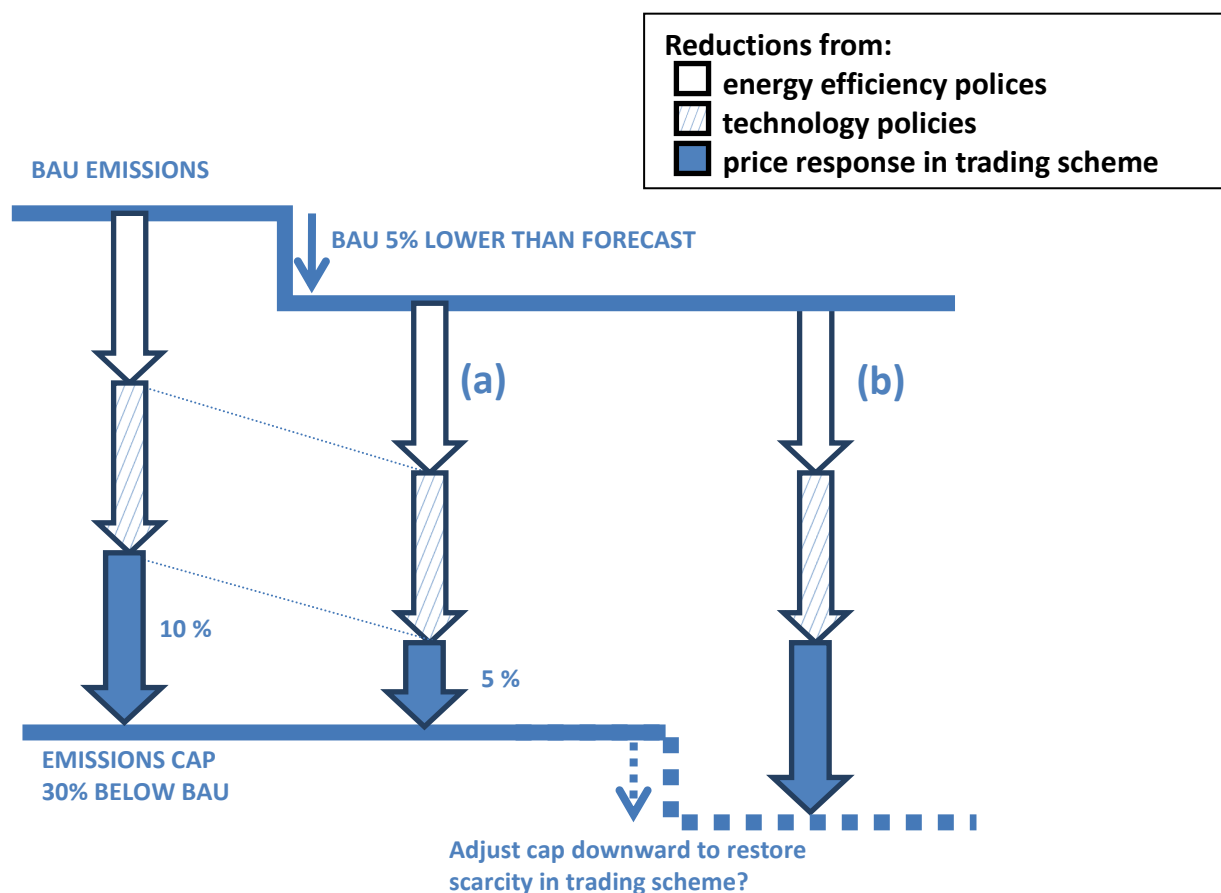 Reductions from:
energy efficiency polices
technology policies
price response in trading scheme
BAU EMISSIONS
BAU 5% LOWER THAN FORECAST
(a)
(b)
10 %
5 %
EMISSIONS CAP
30% BELOW BAU
Adjust cap downward to restore
scarcity in trading scheme?